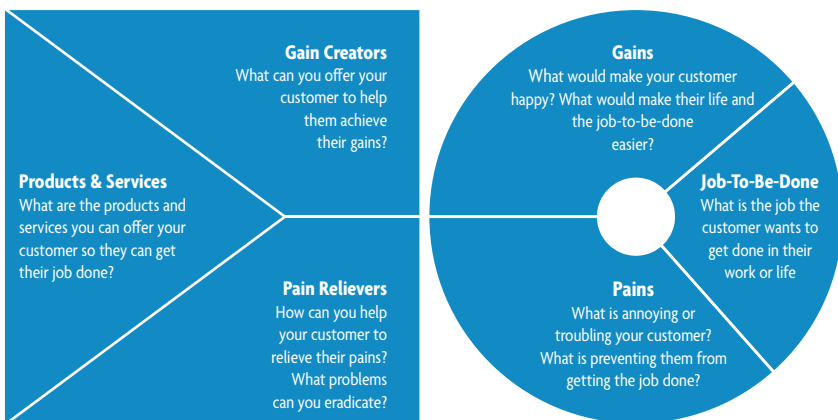 Gain Creators
What can you offer your
customer to help
them achieve
their gains?
Products & Services
What are the products and
services you can offer your
customer so they can get
their job done?
Pain Relievers
How can you help
your customer to
relieve their pains?
What problems
can you eradicate?
Gains
What would make your customer
happy? What would make their life and
the job-to-be-done
easier?
Job-To-Be-Done
What is the job the
customer wants to
get done in their
work or life
Pains
What is annoying or
troubling your customer?
What is preventing them from
getting the job done?